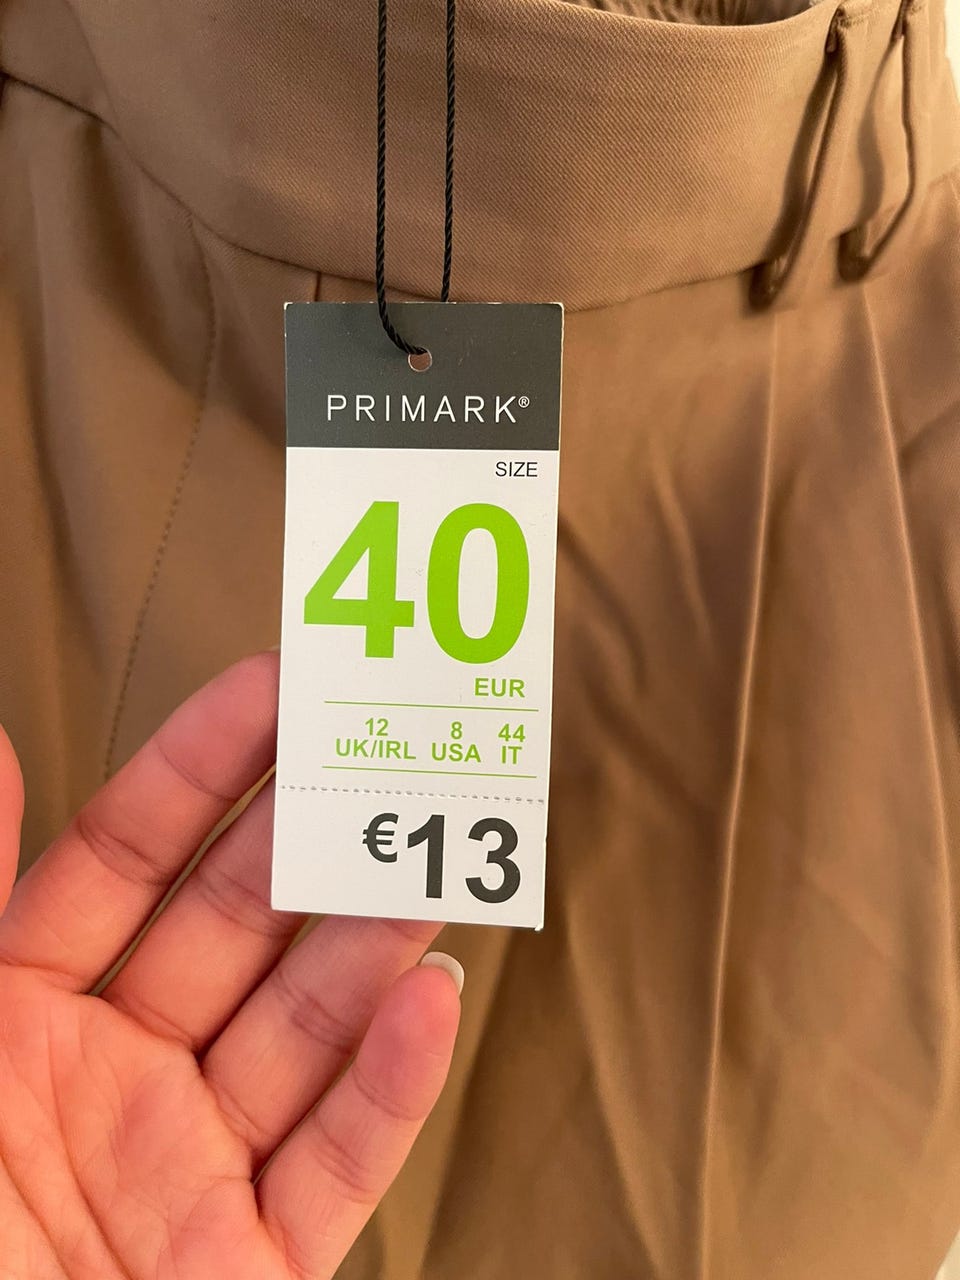 PRIMARK®
SIZE
40
EUR
12 8 44
UK/IRL USA IT
€13